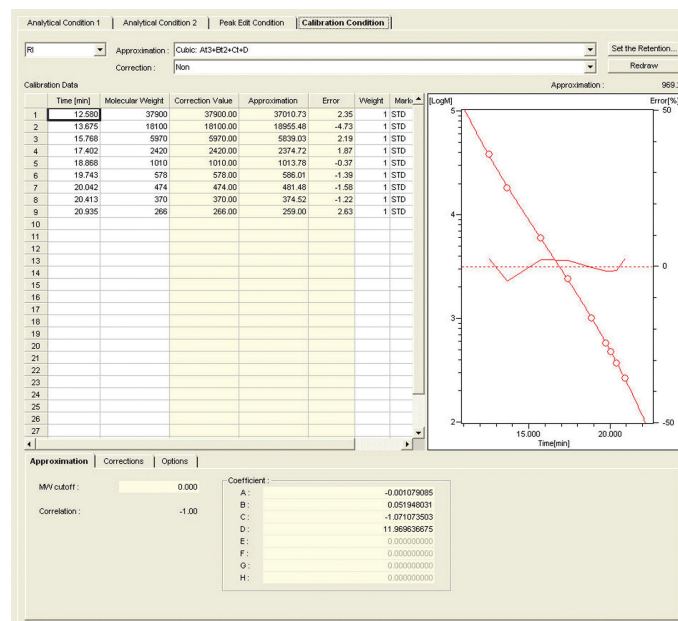 Analytical Condition 1 Analytical Condition 2 Peak Edit Condition Calibration Condition
RI Approximation : Cubic: At3+Bt2+Ct+D Set the Retention...
Correction : Non Redraw
Calibration Data Approximation : 969.
Time [min] Molecular Weight Correction Value Approximation Error Weight Mark
1 12.580 37900 37900.00 37010.73 2.35 1 STD
2 13.675 18100 18100.00 18955.48 -4.73 1 STD
3 15.768 5970 5970.00 5839.03 2.19 1 STD
4 17.402 2420 2420.00 2374.72 1.87 1 STD
5 18.868 1010 1010.00 1013.78 -0.37 1 STD
6 19.743 578 578.00 586.01 -1.39 1 STD
7 20.042 474 474.00 481.48 -1.58 1 STD
8 20.413 370 370.00 374.52 -1.22 1 STD
9 20.935 266 266.00 259.00 2.63 1 STD
10
11
12
13
14
15
16
17
18
19
20
21
22
23
24
25
26
27
[LogM] Error[%]
5 50
4
0
3
2 -50
15.000 20.000
Time[min]
Approximation Corrections Options
MW cutoff : 0.000
Correlation : -1.00
Coefficient :
A : -0.001079085
B : 0.051948031
C : -1.071073503
D : 11.969636675
E : 0.000000000
F : 0.000000000
G : 0.000000000
H : 0.000000000